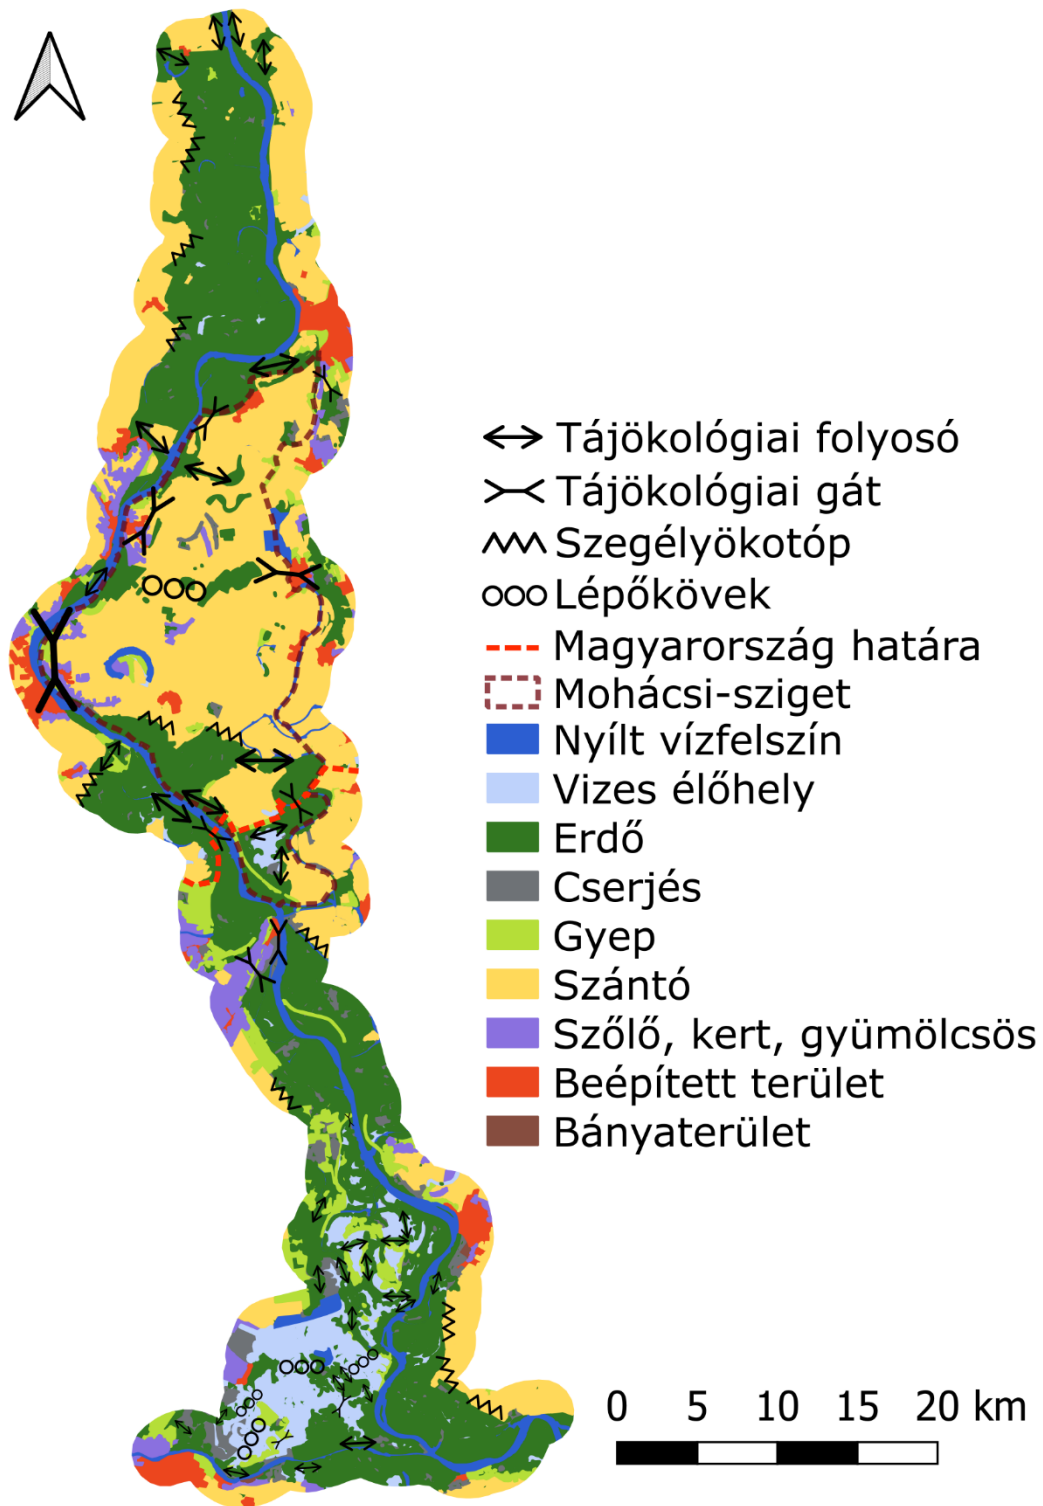 Tájökológiai folyosó
Tájökológiai gát
Szegélyökotóp
Lépőkövek
Magyarország határa
Mohácsi-sziget
Nyílt vízfelszín
Vizes élőhely
Erdő
Cserjés
Gyep
Szántó
Szőlő, kert, gyümölcsös
Beépített terület
Bányaterület
0 5 10 15 20 km